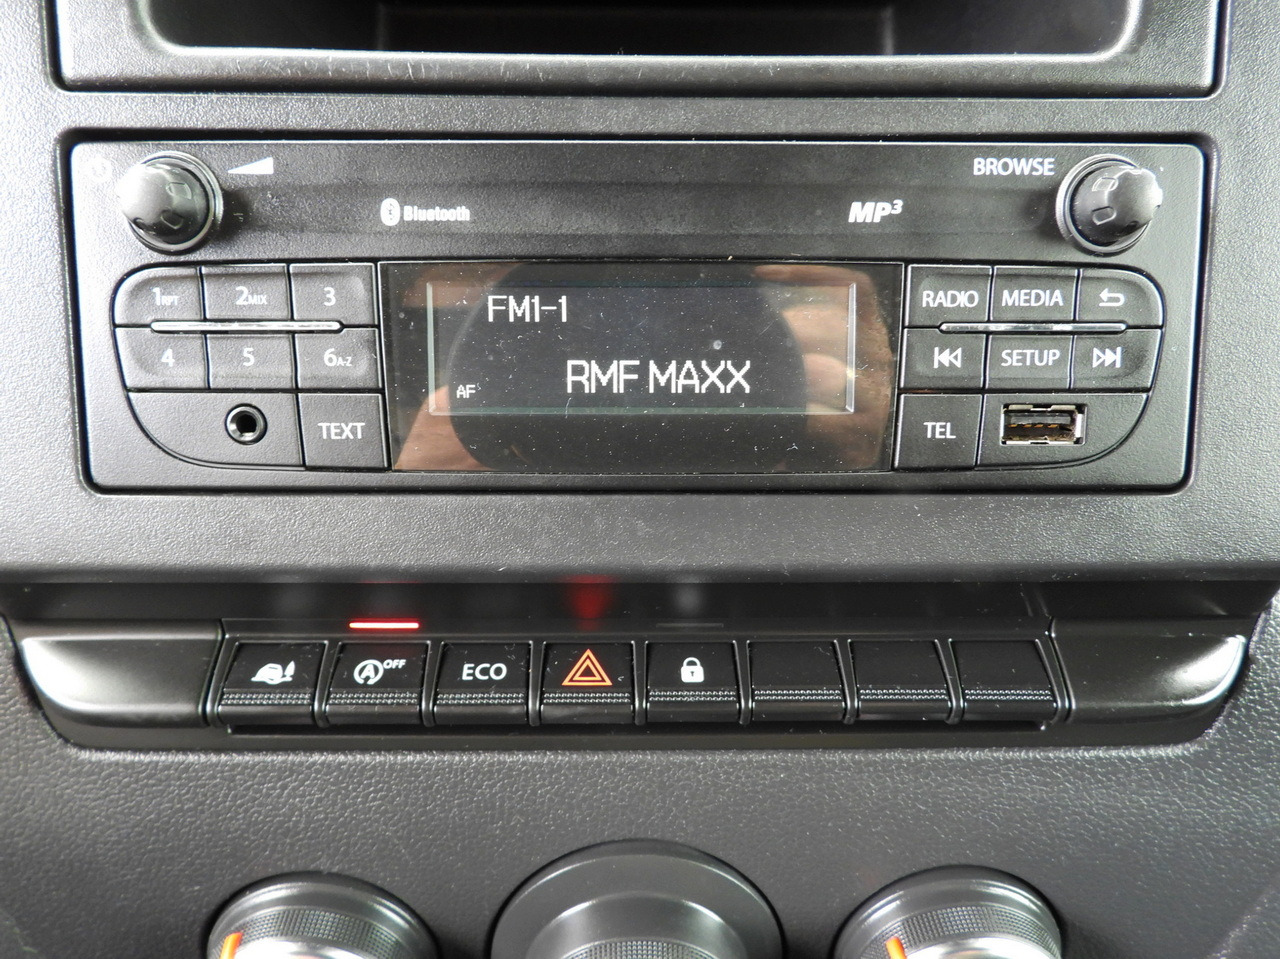 BROWSE
Bluetooth
MP3
1RPT 2MIX 3
4 5 6A-Z
TEXT
FM1-1
AF RMF MAXX
RADIO MEDIA
SETUP
TEL
A OFF
ECO